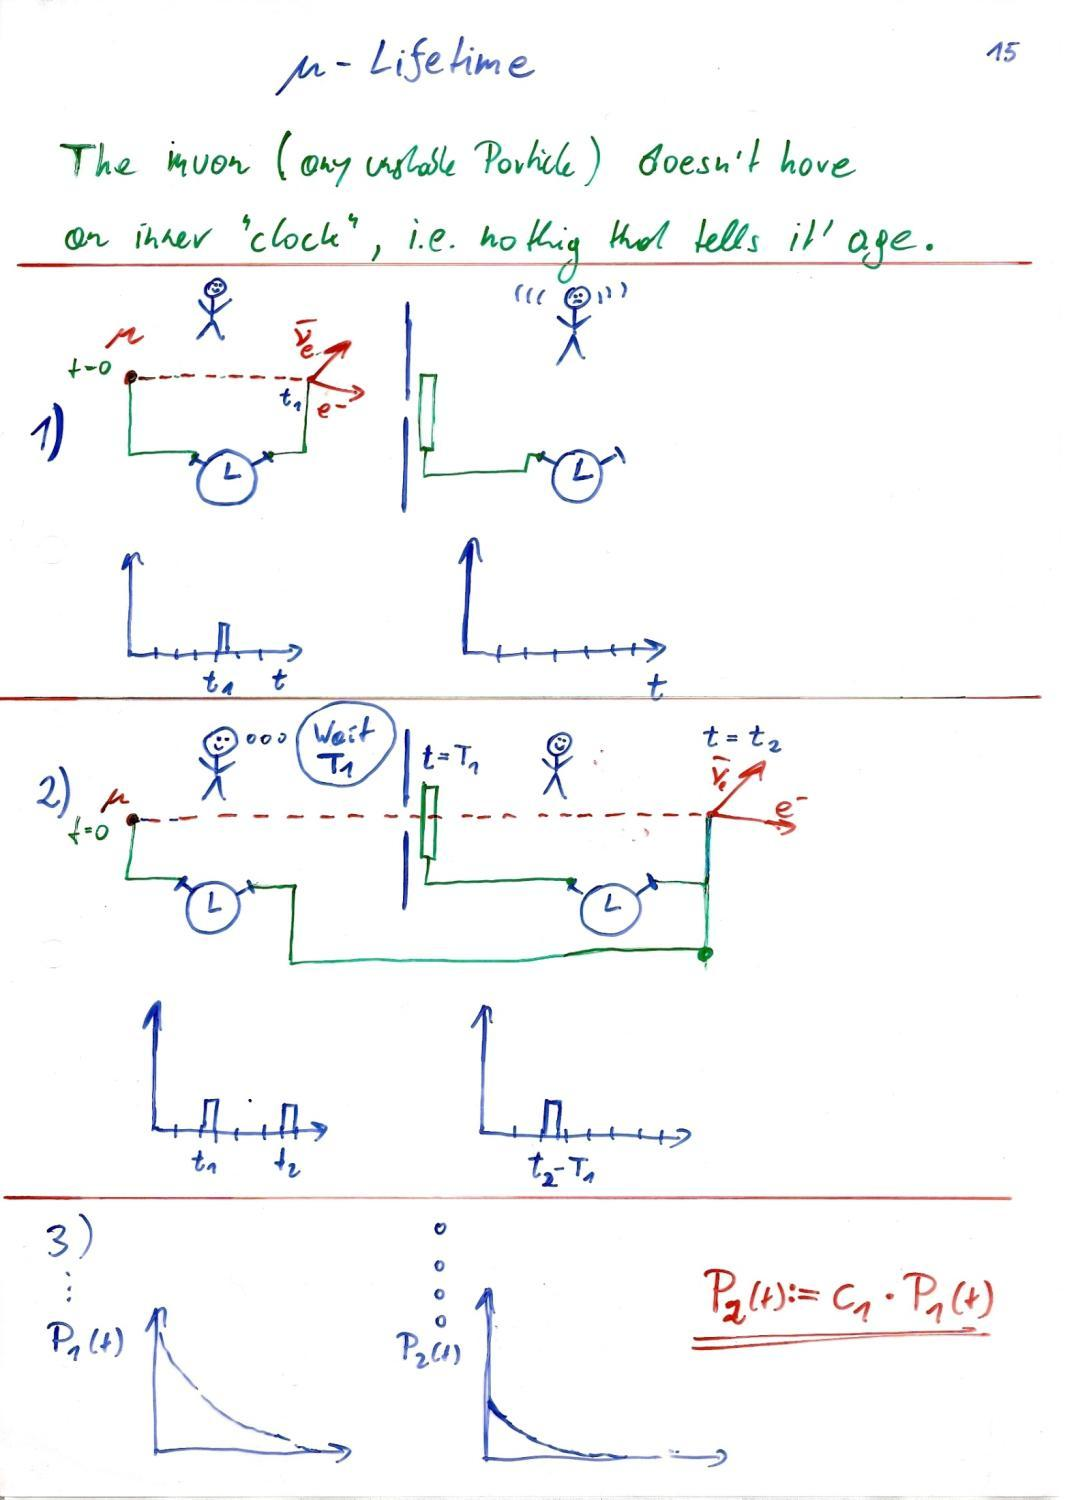 μ - Lifetime
15
The muon (any unstable Particle) doesn't have
an inner "clock", i.e. nothig that tells it' age.
1)
μ
t=0
ν̄e
t1
e-
L
L
t1
t
t
2)
μ
t=0
Wait
T1
t=T1
t = t2
ν̄e
e-
L
L
t1
t2
t2-T1
3)
P1(t)
P2(t)
P2(t):= C1 · P1(t)